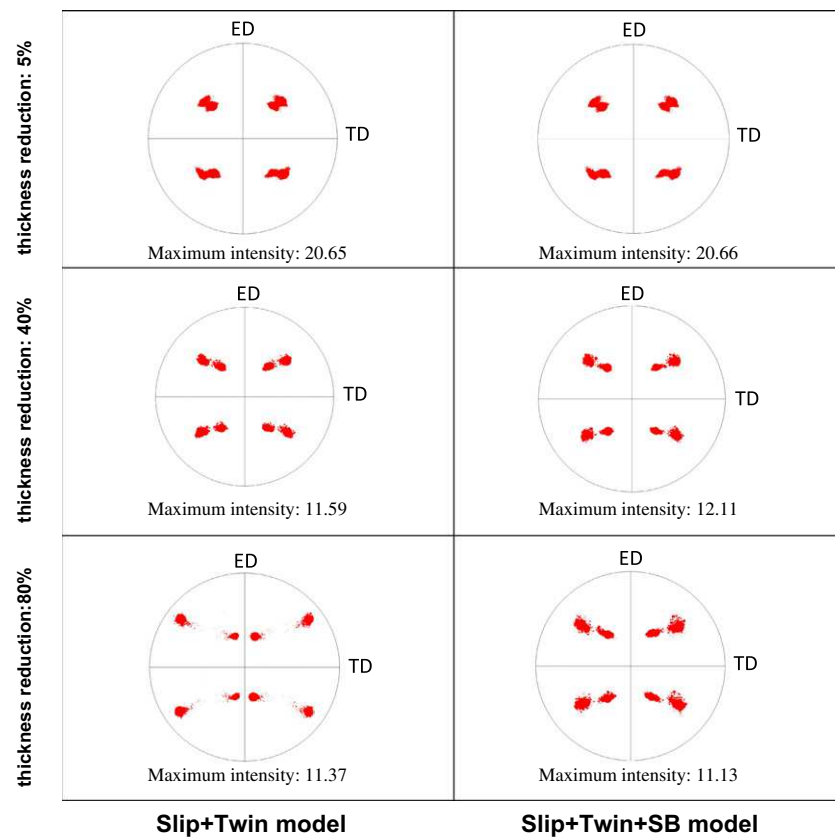 thickness reduction: 5%
ED
TD
Maximum intensity: 20.65
ED
TD
Maximum intensity: 20.66
thickness reduction: 40%
ED
TD
Maximum intensity: 11.59
ED
TD
Maximum intensity: 12.11
thickness reduction:80%
ED
TD
Maximum intensity: 11.37
ED
TD
Maximum intensity: 11.13
Slip+Twin model
Slip+Twin+SB model